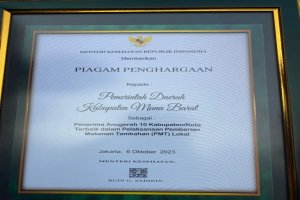 MENTERI KESEHATAN REPUBLIK INDONESIA
Memberikan
PIAGAM PENGHARGAAN
Kepada
Pemerintah Daerah
Kabupaten Muna Barat
Sebagai
Penerima Anugerah 10 Kabupaten/Kota
Terbaik dalam Pelaksanaan Pemberian
Makanan Tambahan (PMT) Lokal
Jakarta, 6 Oktober 2023
MENTERI KESEHATAN,
BUDI G. SADIKIN